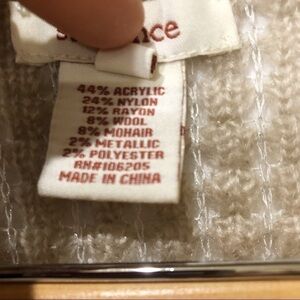 44% ACRYLIC
24% NYLON
12% RAYON
8% WOOL
8% MOHAIR
2% METALLIC
2% POLYESTER
RN#106205
MADE IN CHINA